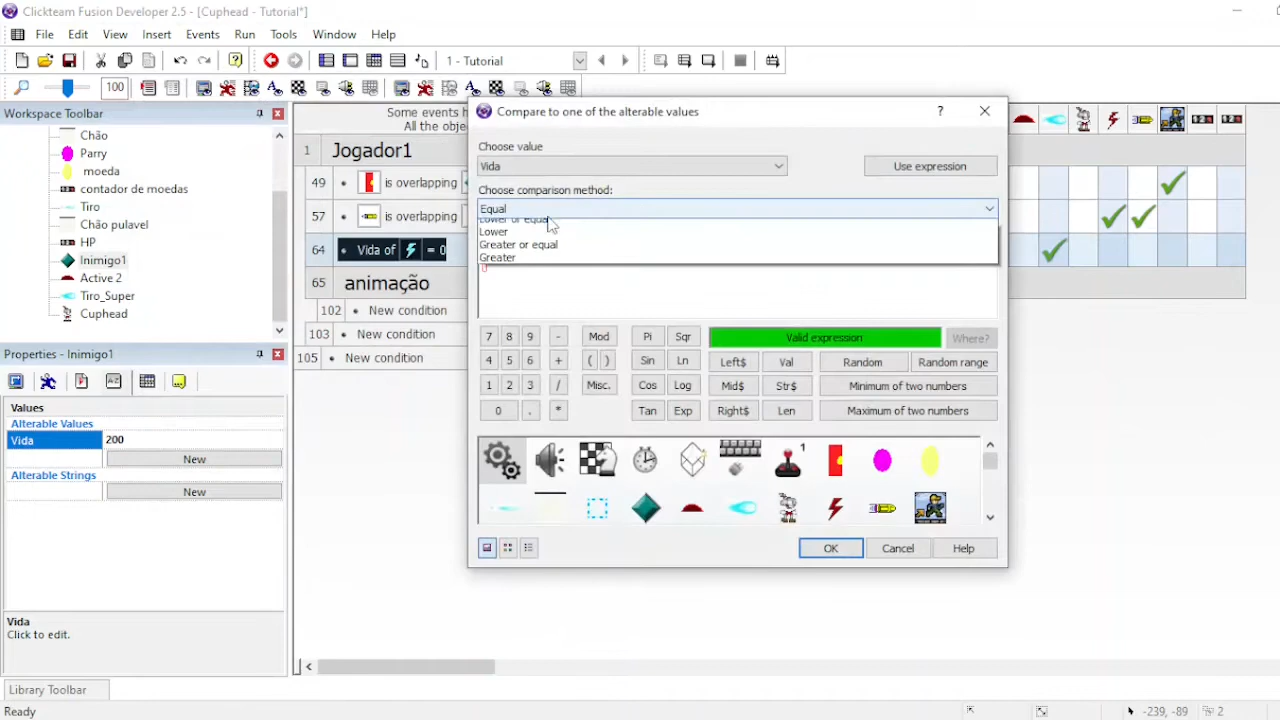 Clickteam Fusion Developer 2.5 - [Cuphead - Tutorial*]
File Edit View Insert Events Run Tools Window Help
1 - Tutorial
100
Workspace Toolbar
Chão
Parry
moeda
contador de moedas
Tiro
Chão pulavel
HP
Inimigo1
Active 2
Tiro_Super
Cuphead
Properties - Inimigo1
Values
Alterable Values
Vida 200
New
Alterable Strings
New
Vida
Click to edit.
Library Toolbar
Ready
Some events h
All the obje
1 Jogador1
49 • is overlapping
57 • is overlapping
64 • Vida of = 0
65 animação
102 • New condition
103 • New condition
105 • New condition
Compare to one of the alterable values
? ✕
Choose value
Vida Use expression
Choose comparison method:
Equal
Lower or equal
Lower
Greater or equal
Greater
0
7 8 9 - Mod Pi Sqr Valid expression Where?
4 5 6 + ( ) Sin Ln Left$ Val Random Random range
1 2 3 / Misc. Cos Log Mid$ Str$ Minimum of two numbers
0 . * Tan Exp Right$ Len Maximum of two numbers
1
OK Cancel Help
-239, -89 2